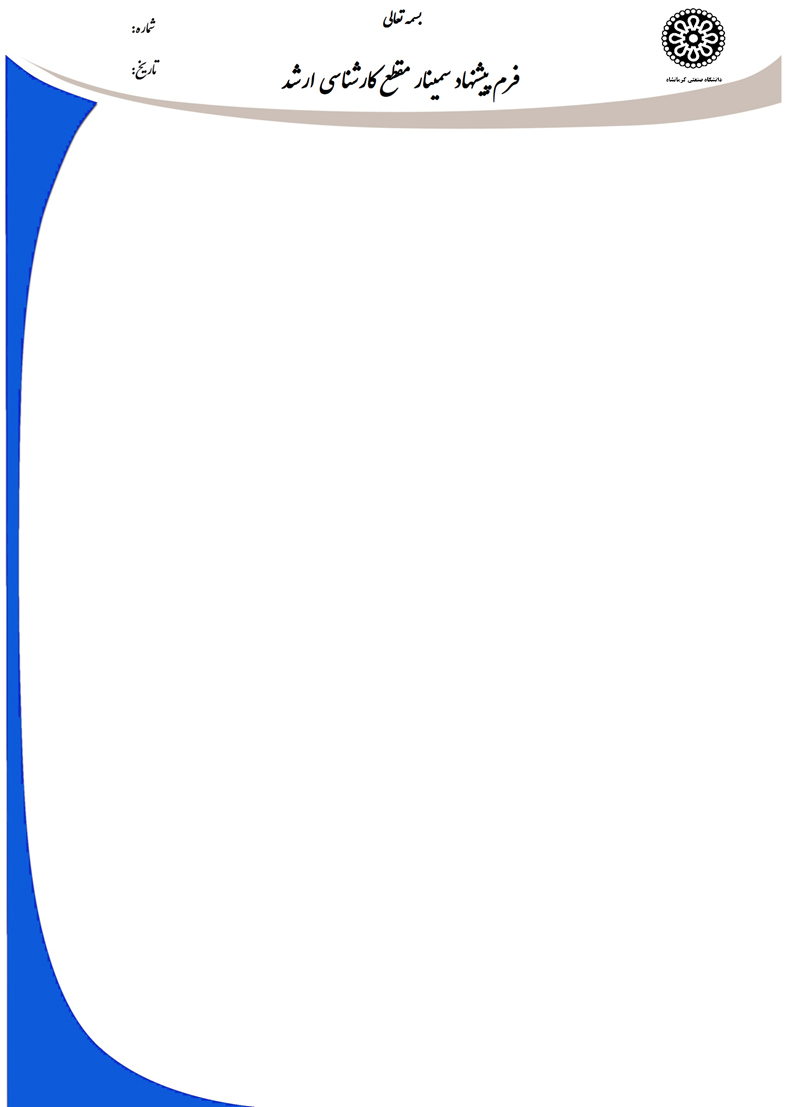 بسمه تعالی
شماره:
دانشگاه صنعتی کرمانشاه
فرم پیشنهاد سمینار مقطع کارشناسی ارشد
تاریخ: